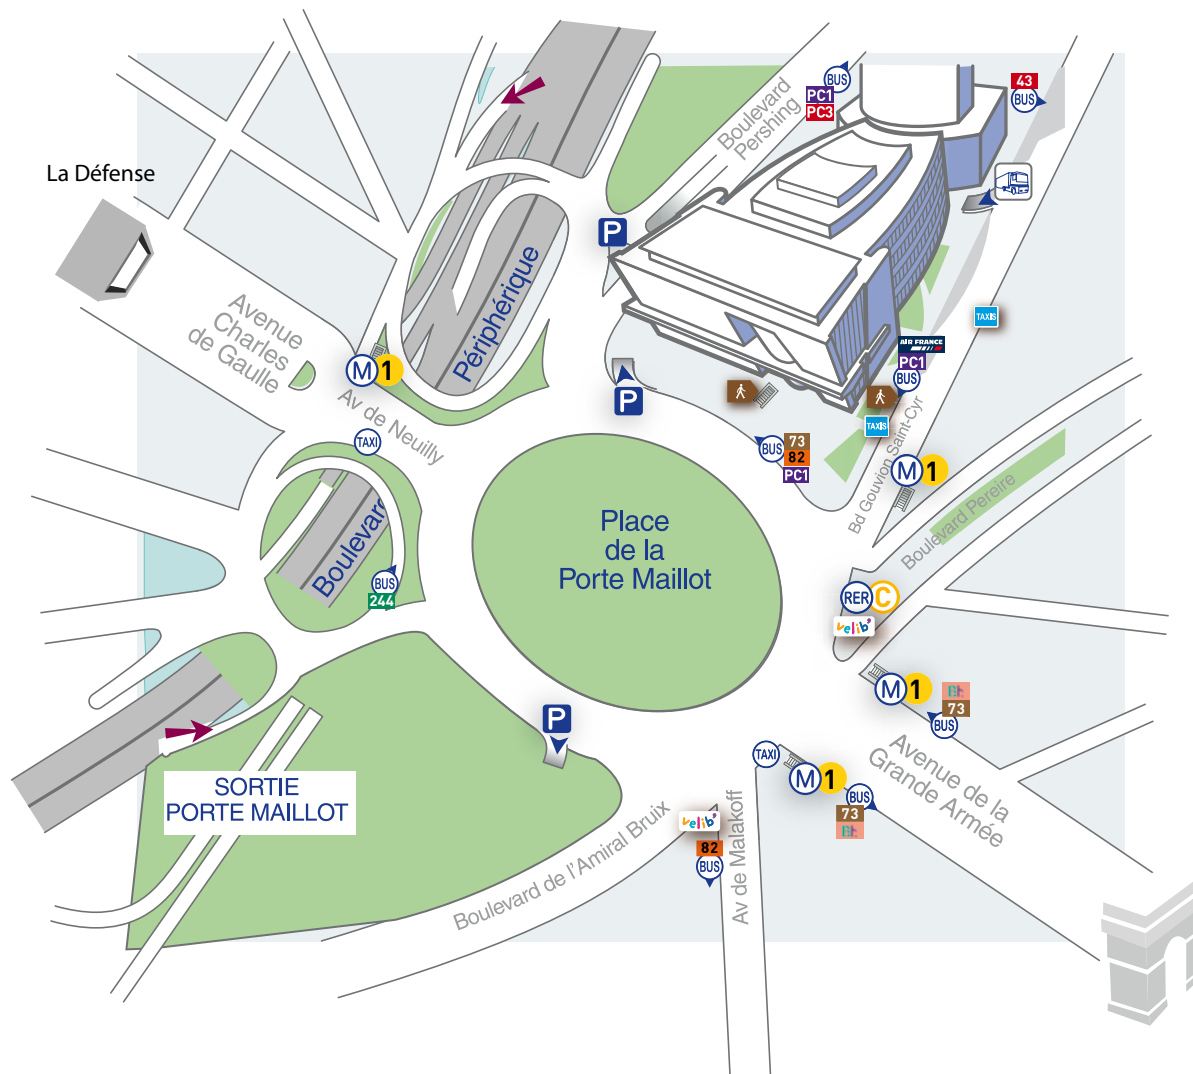 BUS
PC1
PC3
43
BUS
Boulevard
Pershing
La Défense
P
Périphérique
Avenue
Charles
de Gaulle
M 1
Av de Neuilly
TAXIS
AIR FRANCE
PC1
BUS
P
TAXI
BUS
73
82
PC1
TAXIS
Bd Gouvion Saint-Cyr
M 1
Boulevard Pereire
Boulevard
BUS
244
Place
de la
Porte Maillot
RER C
velib'
M 1
73
BUS
P
SORTIE
PORTE MAILLOT
TAXI
M 1
BUS
73
Avenue de la
Grande Armée
velib'
82
BUS
Boulevard de l'Amiral Bruix
Av de Malakoff